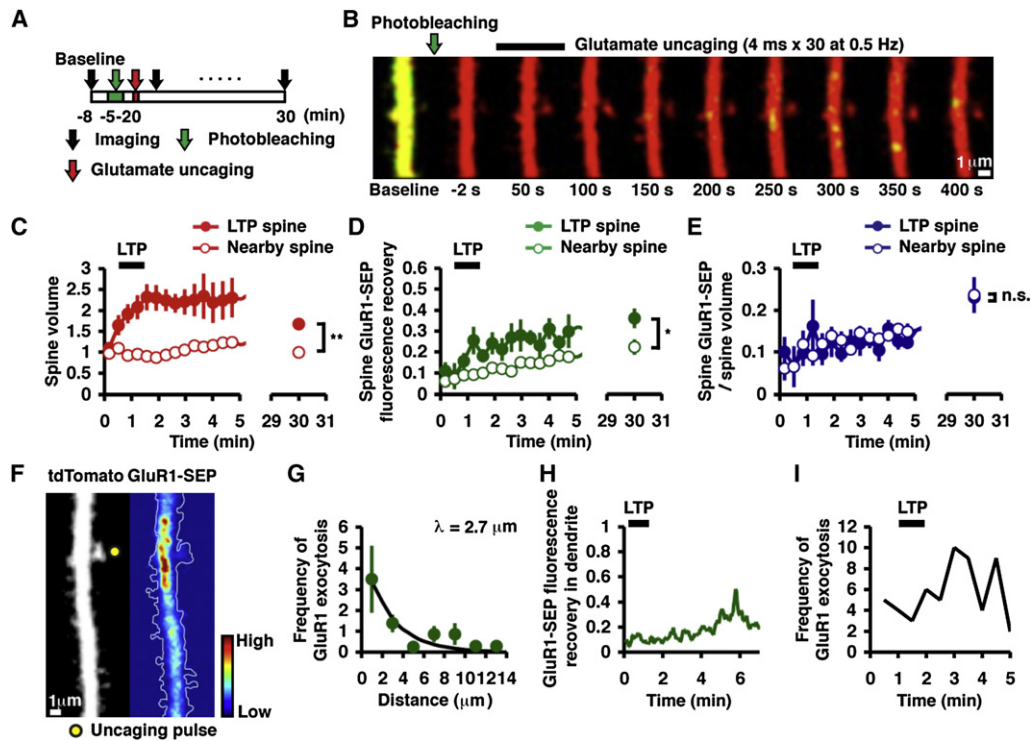 A
Baseline
-8 -5-20 30 (min)
Imaging Photobleaching
Glutamate uncaging
B
Photobleaching
Glutamate uncaging (4 ms x 30 at 0.5 Hz)
1 μm
Baseline -2 s 50 s 100 s 150 s 200 s 250 s 300 s 350 s 400 s
C
LTP spine
Nearby spine
LTP
Spine volume
3
2.5
2
1.5
1
0.5
0
**
0 1 2 3 4 5 29 30 31
Time (min)
D
LTP spine
Nearby spine
LTP
Spine GluR1-SEP
fluorescence recovery
0.6
0.5
0.4
0.3
0.2
0.1
0
*
0 1 2 3 4 5 29 30 31
Time (min)
E
LTP spine
Nearby spine
LTP
Spine GluR1-SEP
/ spine volume
0.3
0.2
0.1
0
n.s.
0 1 2 3 4 5 29 30 31
Time (min)
F
tdTomato GluR1-SEP
1μm
High
Low
Uncaging pulse
G
Frequency of
GluR1 exocytosis
6
5
4
3
2
1
0
λ = 2.7 μm
0 2 4 6 8 101214
Distance (μm)
H
LTP
GluR1-SEP fluorescence
recovery in dendrite
1
0.8
0.6
0.4
0.2
0
0 2 4 6
Time (min)
I
LTP
Frequency of
GluR1 exocytosis
12
10
8
6
4
2
0
0 1 2 3 4 5
Time (min)